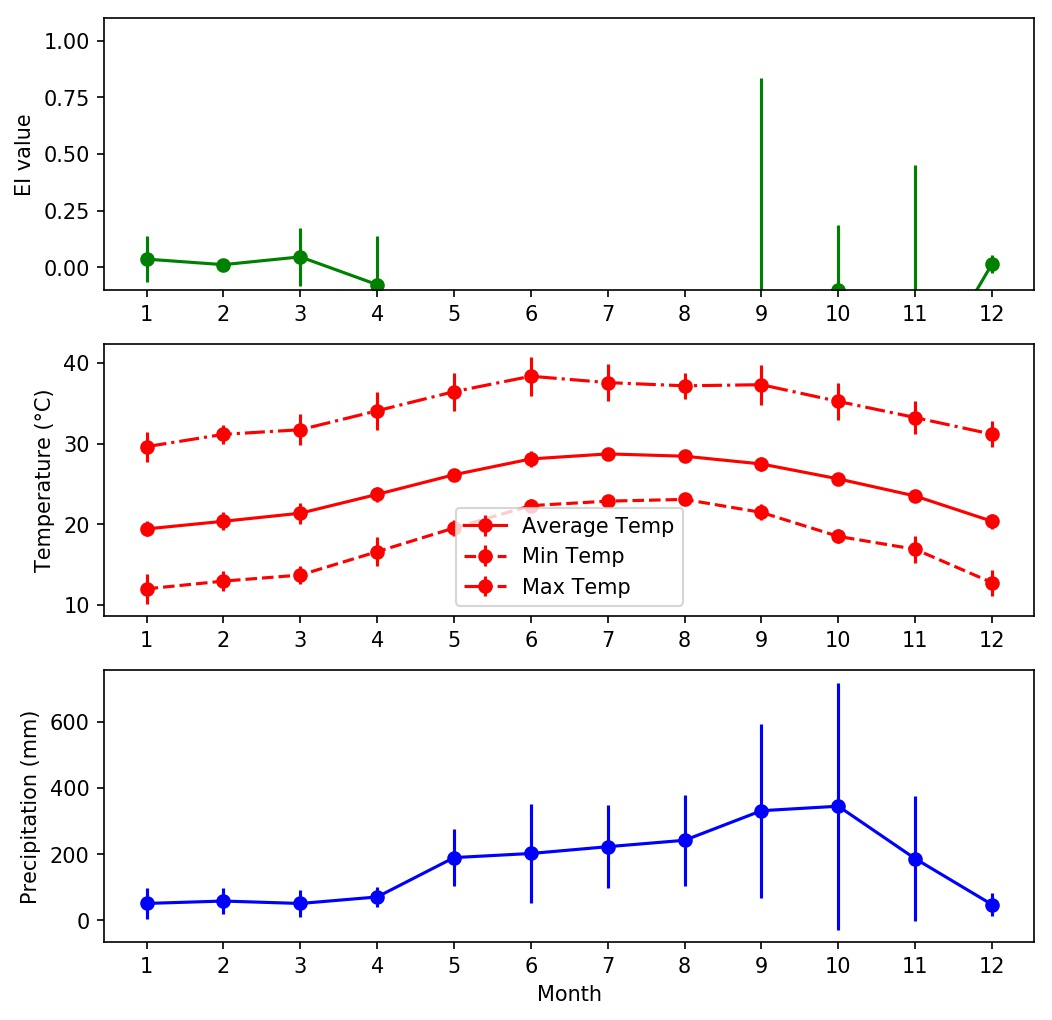 EI value
1.00
0.75
0.50
0.25
0.00
1 2 3 4 5 6 7 8 9 10 11 12
Temperature (°C)
40
30
20
10
Average Temp
Min Temp
Max Temp
1 2 3 4 5 6 7 8 9 10 11 12
Precipitation (mm)
600
400
200
0
1 2 3 4 5 6 7 8 9 10 11 12
Month